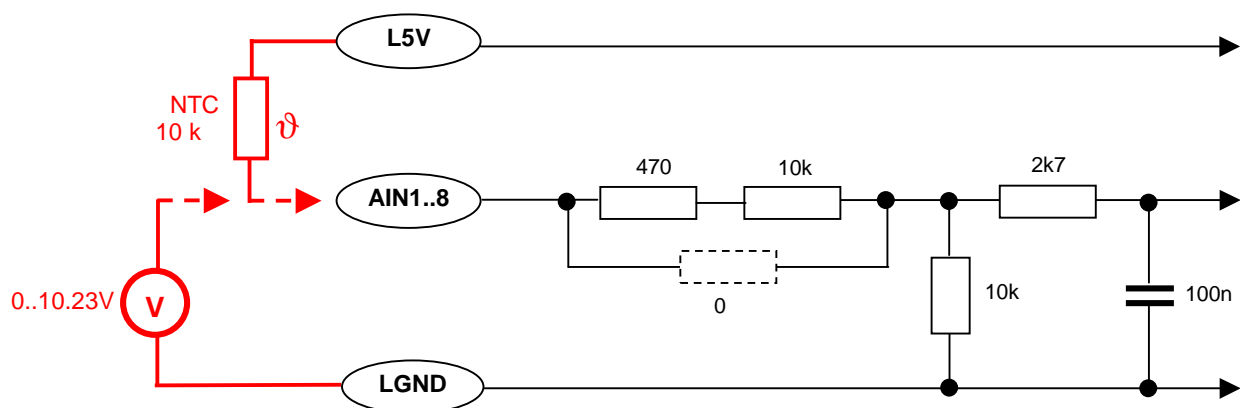 L5V
NTC
10 k
ϑ
470
10k
2k7
AIN1..8
0..10.23V
V
0
10k
100n
LGND